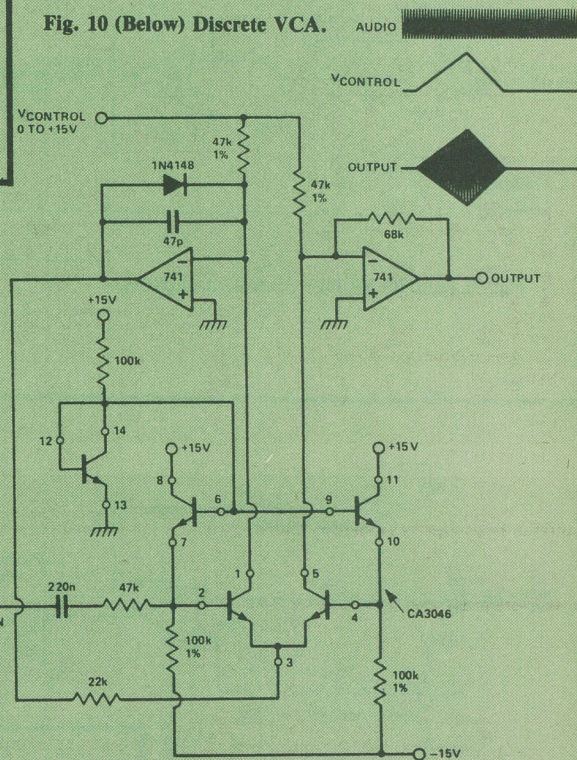 Fig. 10 (Below) Discrete VCA.
AUDIO
VCONTROL
OUTPUT
VCONTROL
0 TO +15V
47k
1%
1N4148
47k
1%
47p
68k
741
−
+
741
−
+
OUTPUT
+15V
100k
12
14
13
+15V
8
6
7
9
+15V
11
10
220n
47k
2
1
5
4
CA3046
N
100k
1%
3
22k
100k
1%
−15V